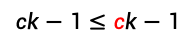 ck − 1 ≤ ck − 1